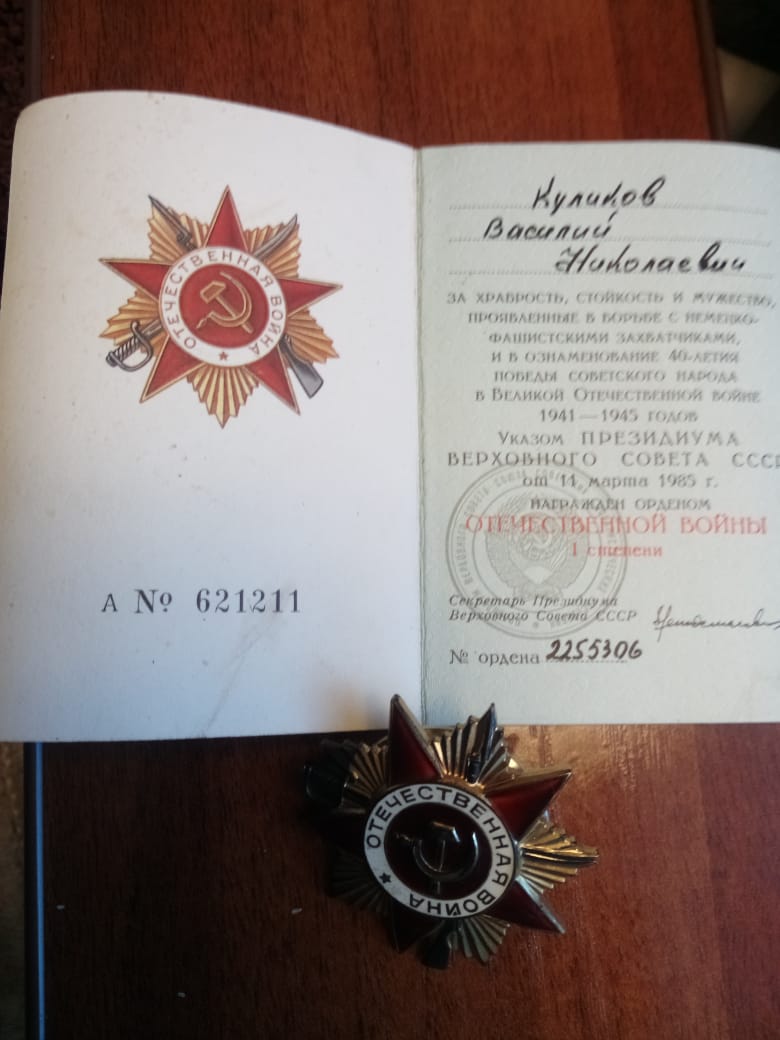 ОТЕЧЕСТВЕННАЯ ВОЙНА
А № 621211
Куликов
Василий
Николаевич
ЗА ХРАБРОСТЬ, СТОЙКОСТЬ И МУЖЕСТВО,
ПРОЯВЛЕННЫЕ В БОРЬБЕ С НЕМЕЦКО-
ФАШИСТСКИМИ ЗАХВАТЧИКАМИ,
И В ОЗНАМЕНОВАНИЕ 40-ЛЕТИЯ
ПОБЕДЫ СОВЕТСКОГО НАРОДА
В ВЕЛИКОЙ ОТЕЧЕСТВЕННОЙ ВОЙНЕ
1941—1945 ГОДОВ
УКАЗОМ ПРЕЗИДИУМА
ВЕРХОВНОГО СОВЕТА СССР
от 11 марта 1985 г.
НАГРАЖДЕН ОРДЕНОМ
ОТЕЧЕСТВЕННОЙ ВОЙНЫ
I степени
Секретарь Президиума
Верховного Совета СССР
№ ордена 2255306
ОТЕЧЕСТВЕННАЯ ВОЙНА